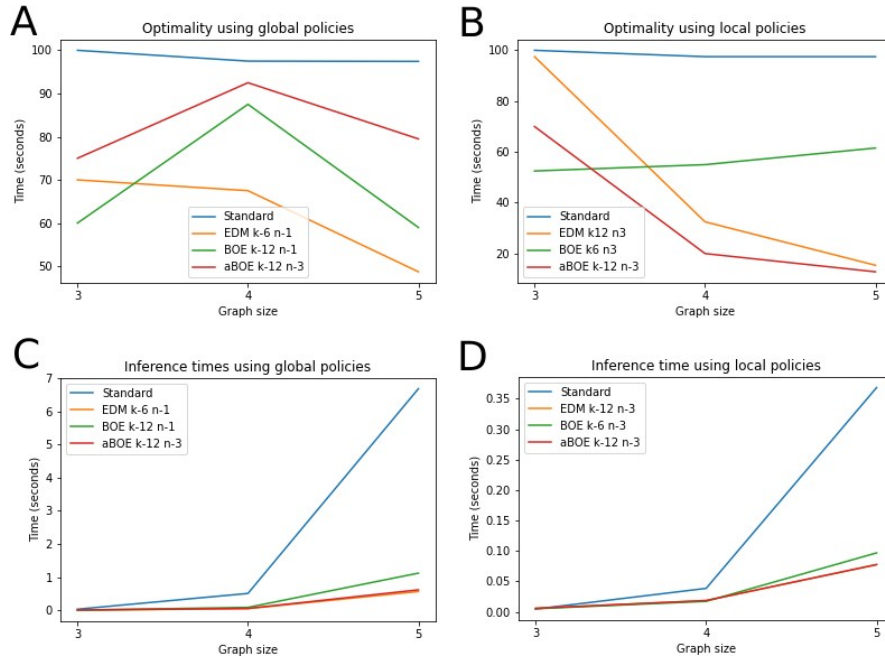 A
Optimality using global policies
Time (seconds)
100
90
80
70
60
50
Standard
EDM k-6 n-1
BOE k-12 n-1
aBOE k-12 n-3
3 4 5
Graph size
B
Optimality using local policies
Time (seconds)
100
80
60
40
20
Standard
EDM k12 n3
BOE k6 n3
aBOE k-12 n-3
3 4 5
Graph size
C
Inference times using global policies
Time (seconds)
7
6
5
4
3
2
1
0
Standard
EDM k-6 n-1
BOE k-12 n-1
aBOE k-12 n-3
3 4 5
Graph size
D
Inference time using local policies
Time (seconds)
0.35
0.30
0.25
0.20
0.15
0.10
0.05
0.00
Standard
EDM k-12 n-3
BOE k-6 n-3
aBOE k-12 n-3
3 4 5
Graph size